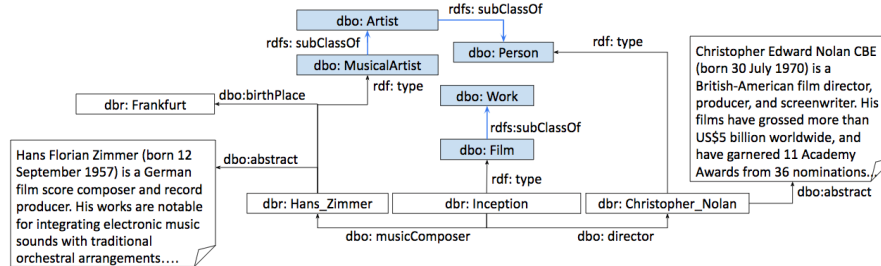 rdfs: subClassOf
dbo: Artist
rdfs: subClassOf
dbo: Person
rdf: type
dbo: MusicalArtist
rdf: type
dbo:birthPlace
dbr: Frankfurt
dbo: Work
rdfs:subClassOf
dbo:abstract
dbo: Film
rdf: type
Christopher Edward Nolan CBE
(born 30 July 1970) is a
British-American film director,
producer, and screenwriter. His
films have grossed more than
US$5 billion worldwide, and
have garnered 11 Academy
Awards from 36 nominations...
dbo:abstract
Hans Florian Zimmer (born 12
September 1957) is a German
film score composer and record
producer. His works are notable
for integrating electronic music
sounds with traditional
orchestral arrangements....
dbr: Hans_Zimmer
dbr: Inception
dbr: Christopher_Nolan
dbo: musicComposer
dbo: director